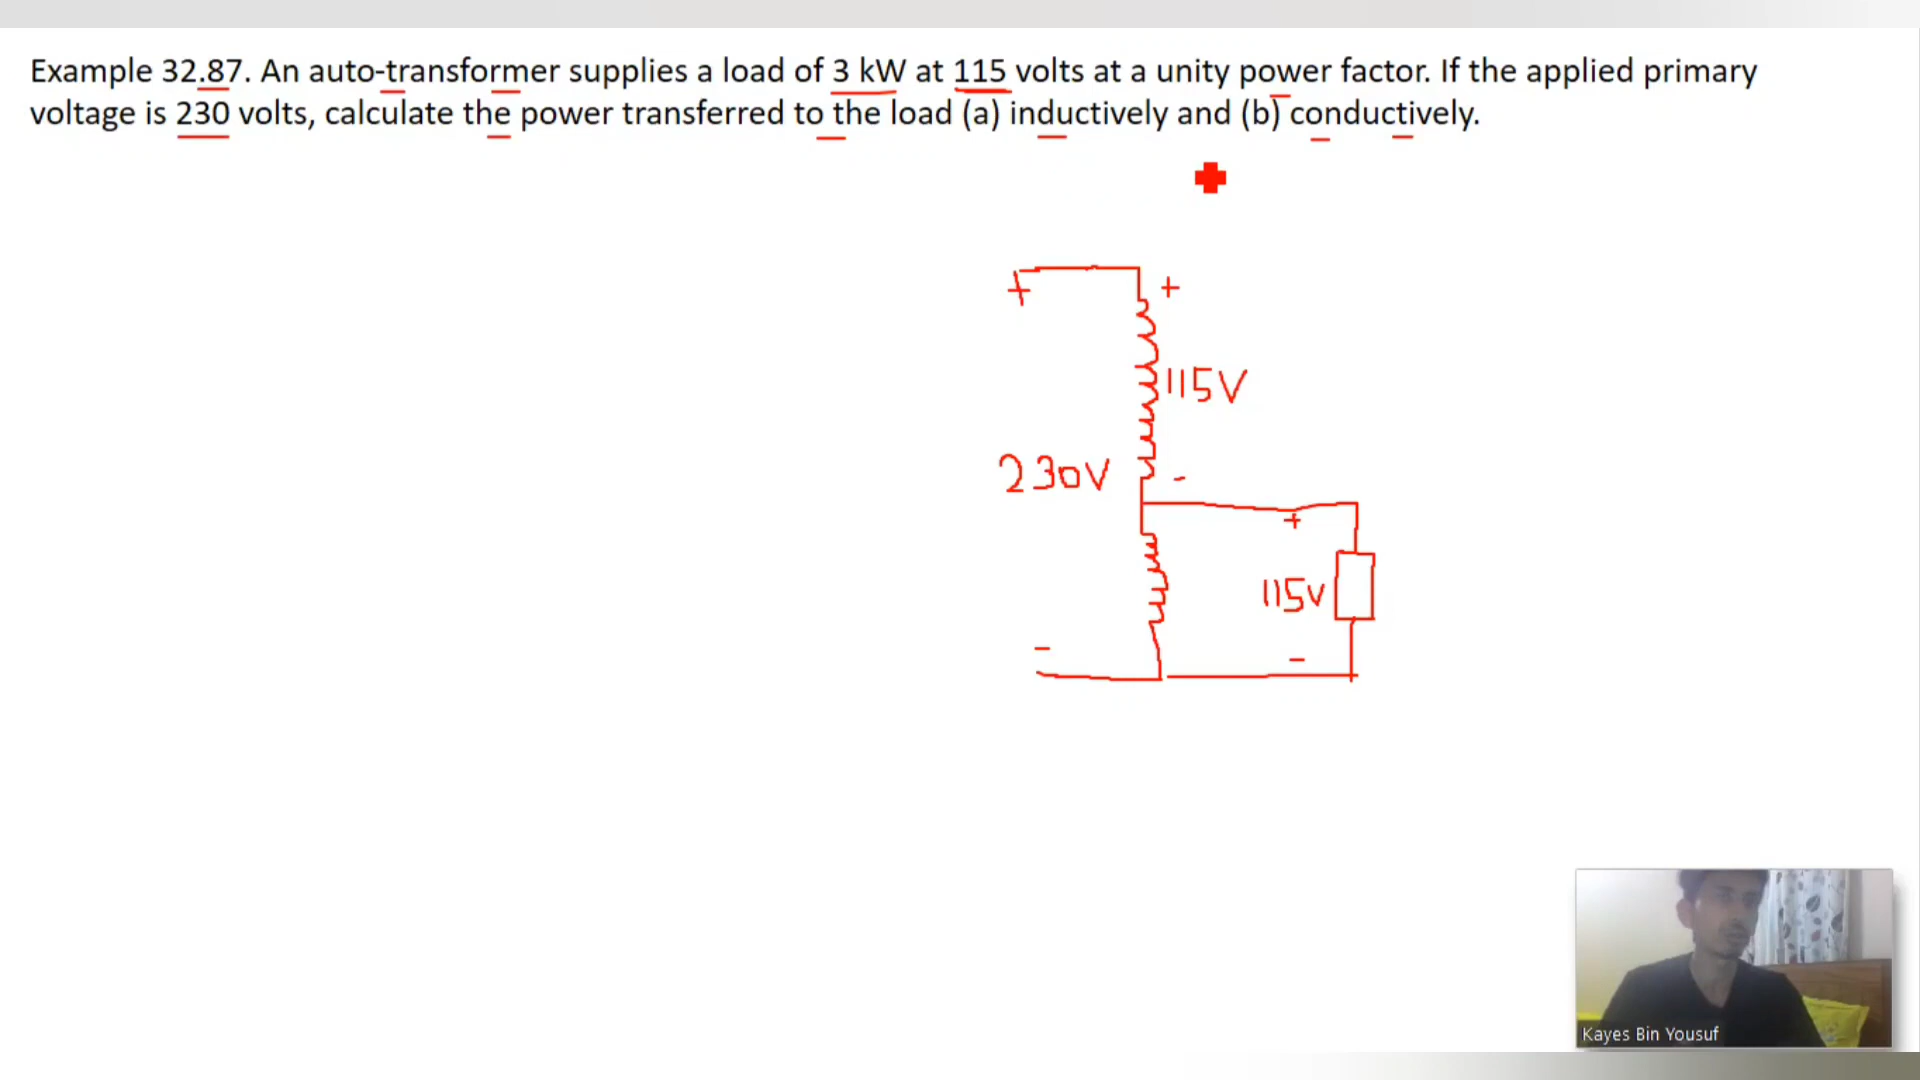 Example 32.87. An auto-transformer supplies a load of 3 kW at 115 volts at a unity power factor. If the applied primary
voltage is 230 volts, calculate the power transferred to the load (a) inductively and (b) conductively.
+
+
115V
230V
-
+
115V
-
-
Kayes Bin Yousuf